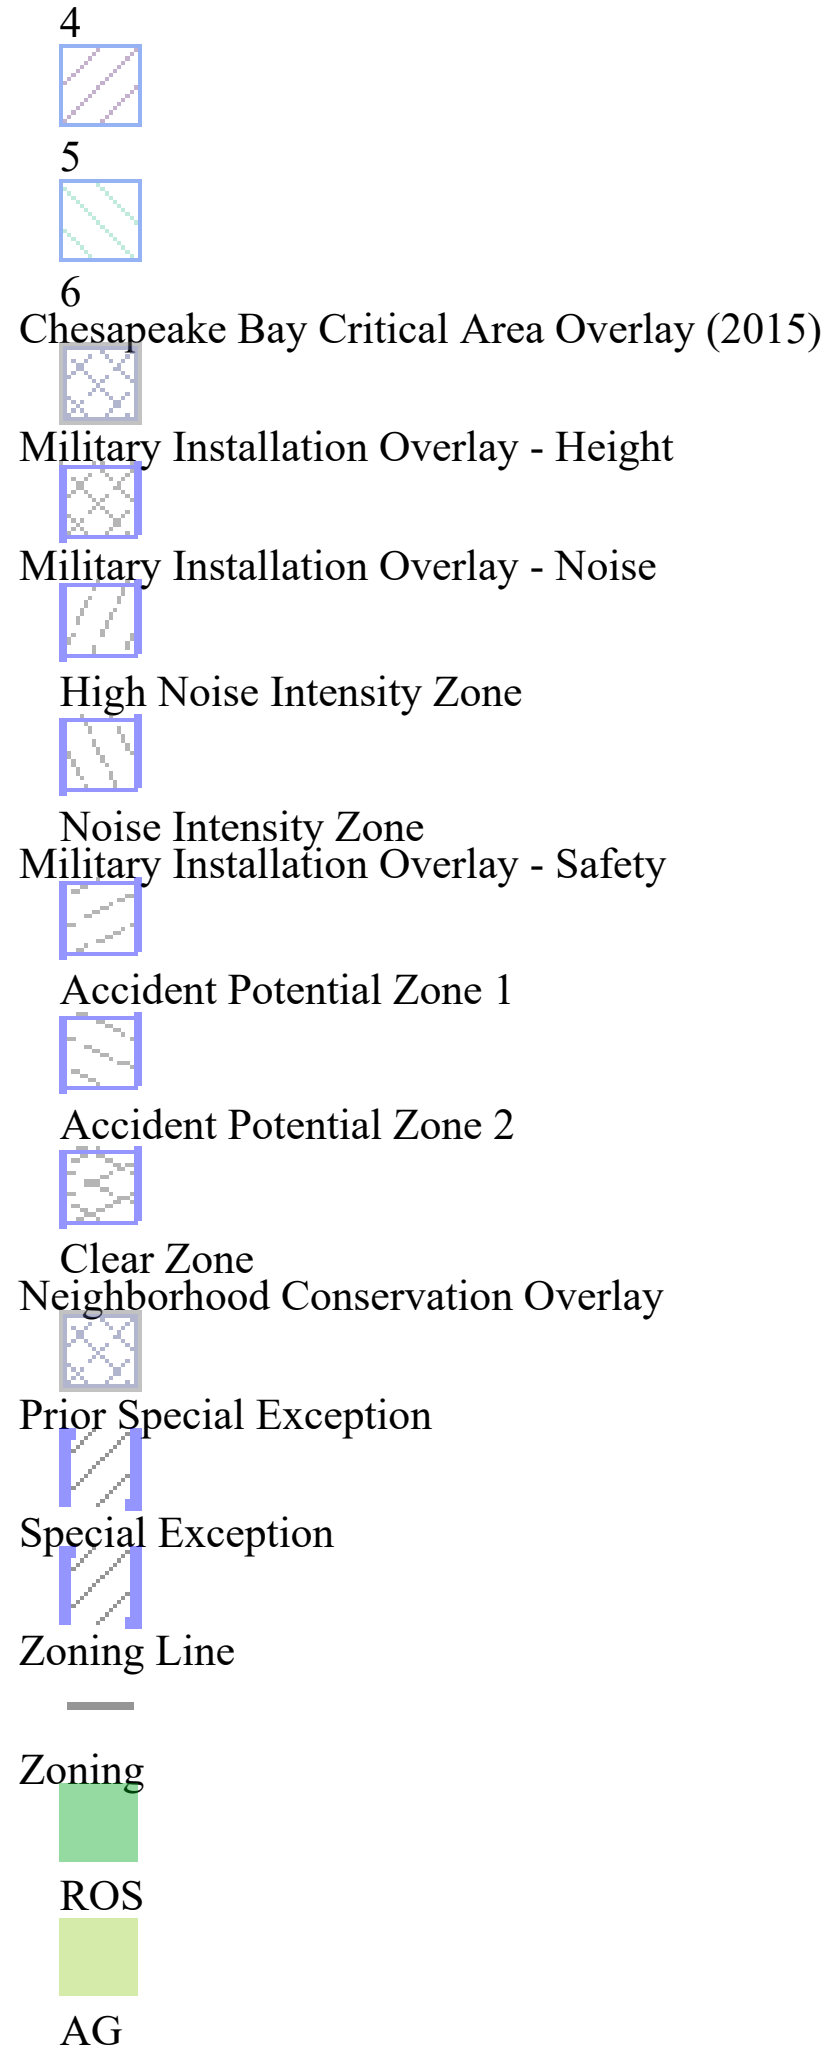 4
5
6
Chesapeake Bay Critical Area Overlay (2015)
Military Installation Overlay - Height
Military Installation Overlay - Noise
High Noise Intensity Zone
Noise Intensity Zone
Military Installation Overlay - Safety
Accident Potential Zone 1
Accident Potential Zone 2
Clear Zone
Neighborhood Conservation Overlay
Prior Special Exception
Special Exception
Zoning Line
Zoning
ROS
AG